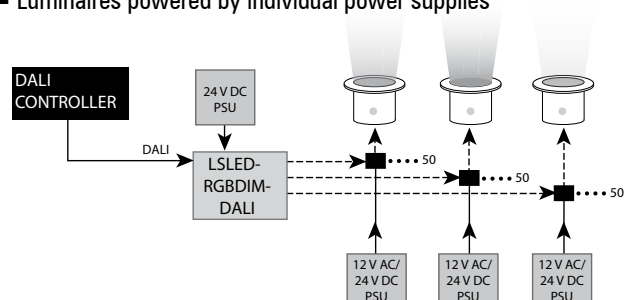 Luminaires powered by individual power supplies
DALI
CONTROLLER
24 V DC
PSU
DALI
LSLED-
RGBDIM-
DALI
50
50
50
12 V AC/
24 V DC
PSU
12 V AC/
24 V DC
PSU
12 V AC/
24 V DC
PSU